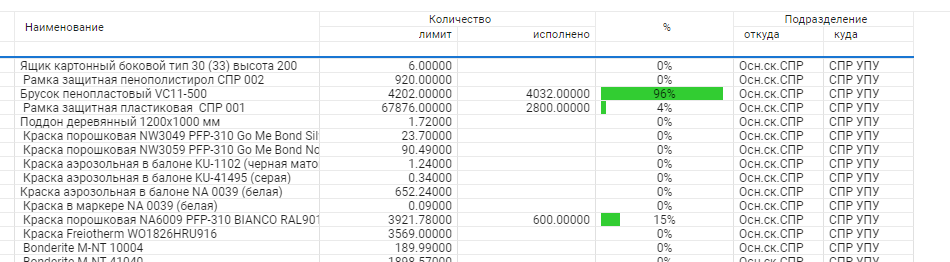 Количество Подразделение
Наименование %
лимит исполнено откуда куда
Ящик картонный боковой тип 30 (33) высота 200 6.00000 0% Осн.ск.СПР СПР УПУ
Рамка защитная пенополистирол СПР 002 920.00000 0% Осн.ск.СПР СПР УПУ
Брусок пенопластовый VC11-500 4202.00000 4032.00000 96% Осн.ск.СПР СПР УПУ
Рамка защитная пластиковая СПР 001 67876.00000 2800.00000 4% Осн.ск.СПР СПР УПУ
Поддон деревянный 1200х1000 мм 1.72000 0% Осн.ск.СПР СПР УПУ
Краска порошковая NW3049 PFP-310 Go Me Bond Sil 23.70000 0% Осн.ск.СПР СПР УПУ
Краска порошковая NW3059 PFP-310 Go Me Bond No 90.49000 0% Осн.ск.СПР СПР УПУ
Краска аэрозольная в балоне KU-1102 (черная мато 1.24000 0% Осн.ск.СПР СПР УПУ
Краска аэрозольная в балоне KU-41495 (серая) 0.34000 0% Осн.ск.СПР СПР УПУ
Краска аэрозольная в балоне NA 0039 (белая) 652.24000 0% Осн.ск.СПР СПР УПУ
Краска в маркере NA 0039 (белая) 0.09000 0% Осн.ск.СПР СПР УПУ
Краска порошковая NA6009 PFP-310 BIANCO RAL901 3921.78000 600.00000 15% Осн.ск.СПР СПР УПУ
Краска Freiotherm WO1826HRU916 3569.00000 0% Осн.ск.СПР СПР УПУ
Bonderite M-NT 10004 189.99000 0% Осн.ск.СПР СПР УПУ
Bonderite M-NT 41040 1898.57000 0% Осн.ск.СПР СПР УПУ